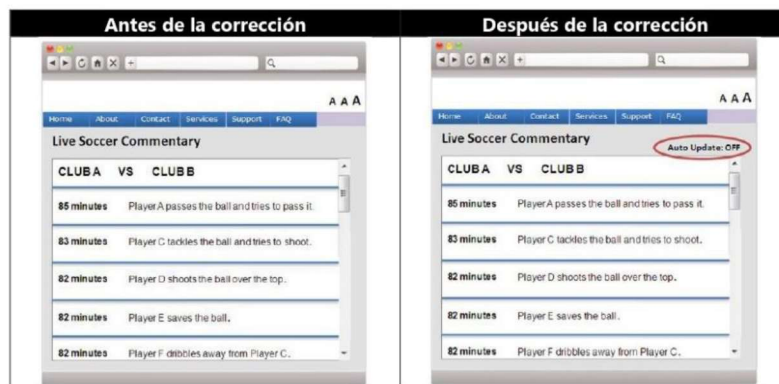 Antes de la corrección
A A A
Home About Contact Services Support FAQ
Live Soccer Commentary
CLUB A VS CLUB B
85 minutes Player A passes the ball and tries to pass it.
83 minutes Player C tackles the ball and tries to shoot.
82 minutes Player D shoots the ball over the top.
82 minutes Player E saves the ball.
82 minutes Player F dribbles away from Player C.
Después de la corrección
A A A
Home About Contact Services Support FAQ
Live Soccer Commentary
Auto Update: OFF
CLUB A VS CLUB B
85 minutes Player A passes the ball and tries to pass it.
83 minutes Player C tackles the ball and tries to shoot.
82 minutes Player D shoots the ball over the top.
82 minutes Player E saves the ball.
82 minutes Player F dribbles away from Player C.